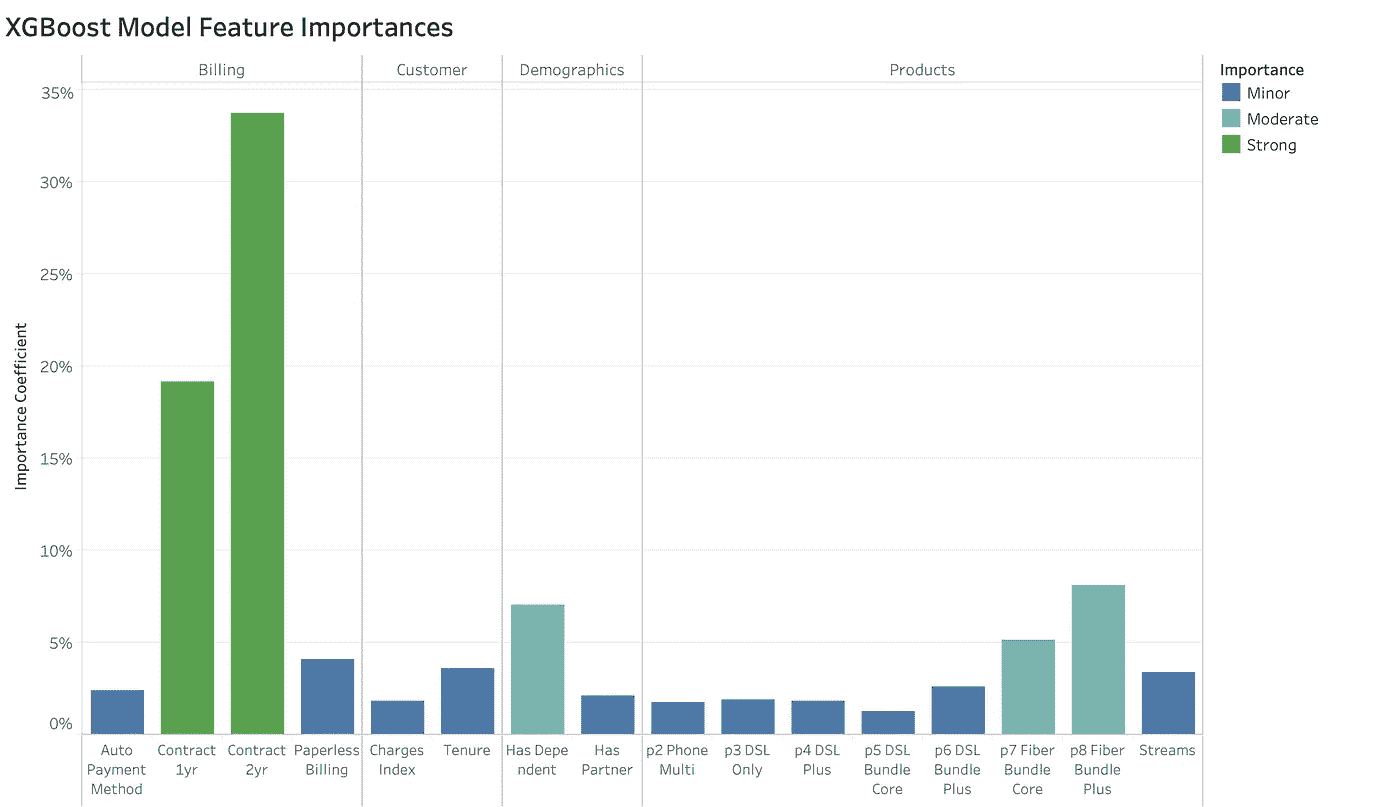 XGBoost Model Feature Importances
Billing
Customer
Demographics
Products
Importance
Minor
Moderate
Strong
Importance Coefficient
35%
30%
25%
20%
15%
10%
5%
0%
Auto
Payment
Method
Contract
1yr
Contract
2yr
Paperless
Billing
Charges
Index
Tenure
Has Depe
ndent
Has
Partner
p2 Phone
Multi
p3 DSL
Only
p4 DSL
Plus
p5 DSL
Bundle
Core
p6 DSL
Bundle
Plus
p7 Fiber
Bundle
Core
p8 Fiber
Bundle
Plus
Streams